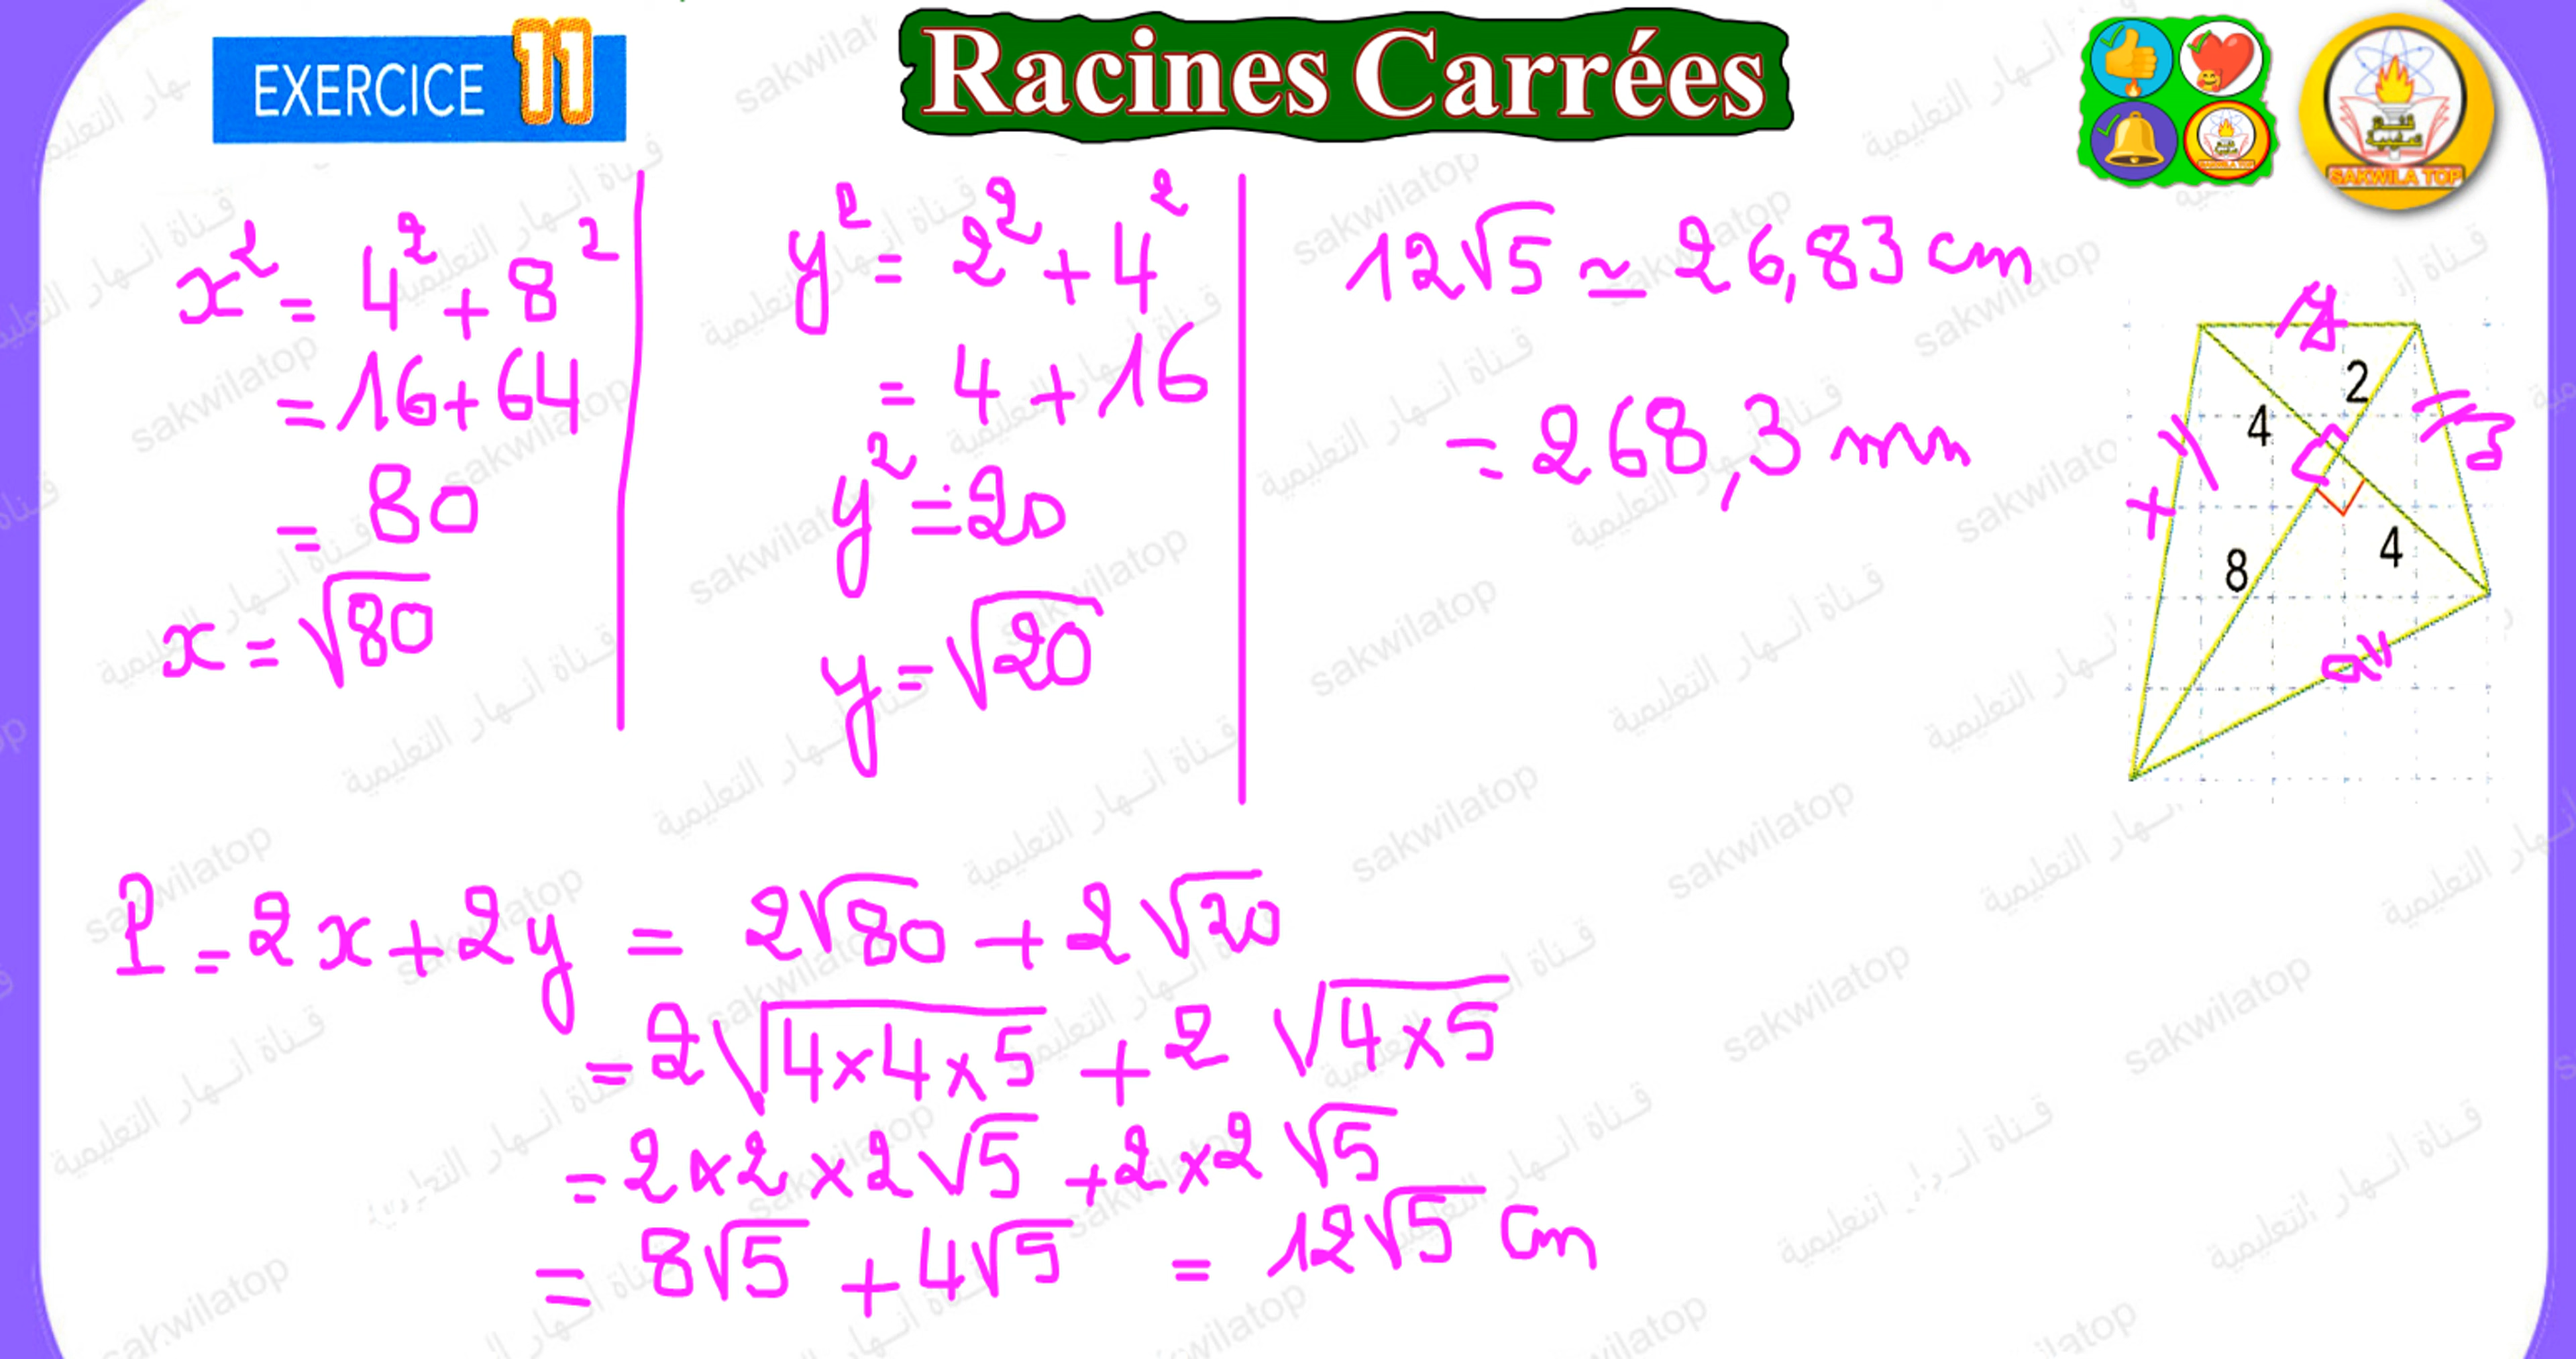 EXERCICE 11
Racines Carrées
SAKWILA TOP
x² = 4² + 8²
= 16 + 64
= 80
x = √80
y² = 2² + 4²
= 4 + 16
y² = 20
y = √20
12√5 ≃ 26,83 cm
= 268,3 mm
y
2
4
x
8
4
P = 2x + 2y = 2√80 + 2√20
= 2√4×4×5 + 2√4×5
= 2×2×2√5 + 2×2√5
= 8√5 + 4√5 = 12√5 cm
sakwilatop
قناة أنهار التعليمية